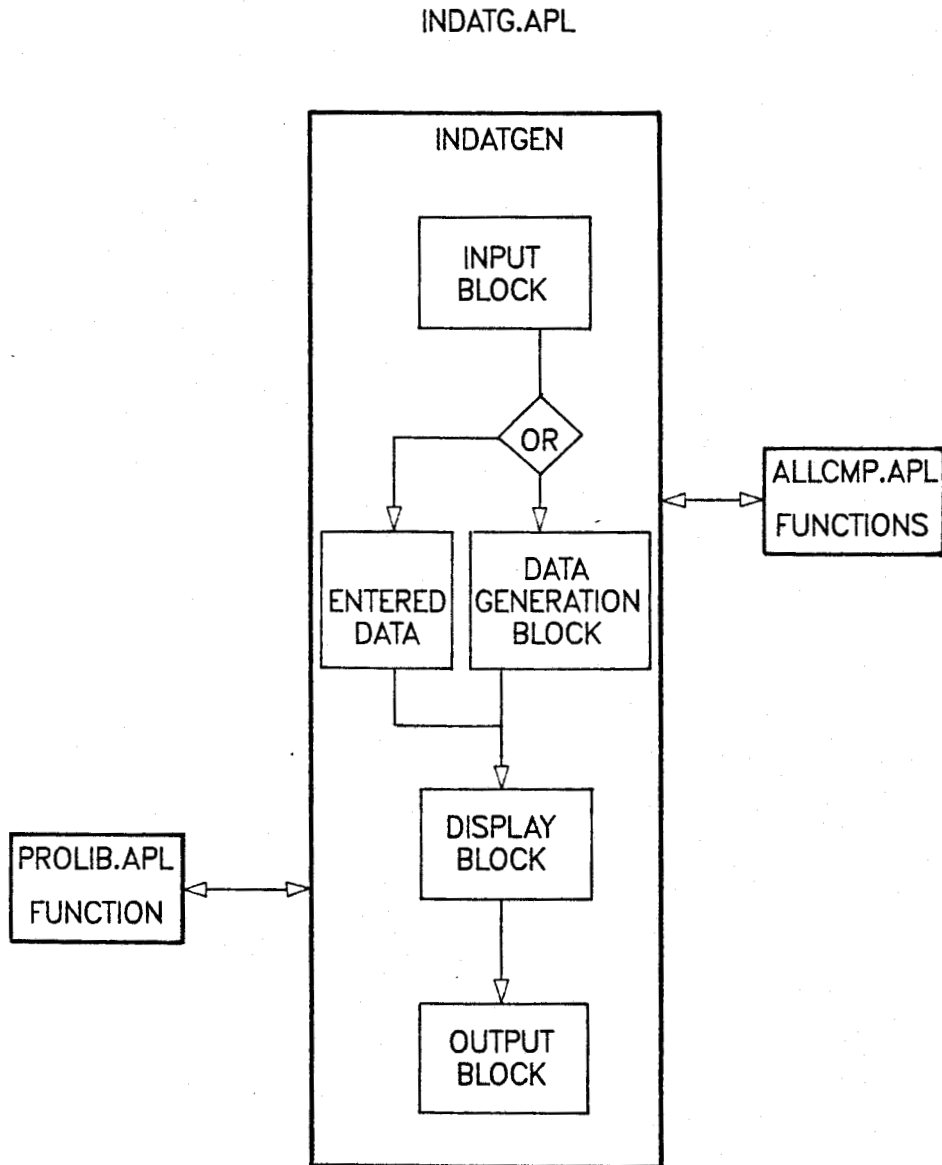 INDATG.APL
INDATGEN
INPUT
BLOCK
OR
ALLCMP.APL
FUNCTIONS
ENTERED
DATA
DATA
GENERATION
BLOCK
DISPLAY
BLOCK
PROLIB.APL
FUNCTION
OUTPUT
BLOCK